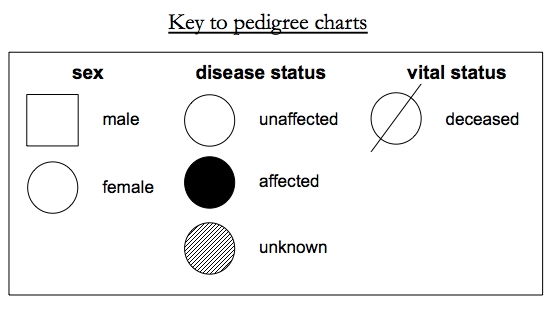 Key to pedigree charts
sex disease status vital status
male unaffected deceased
female affected
unknown